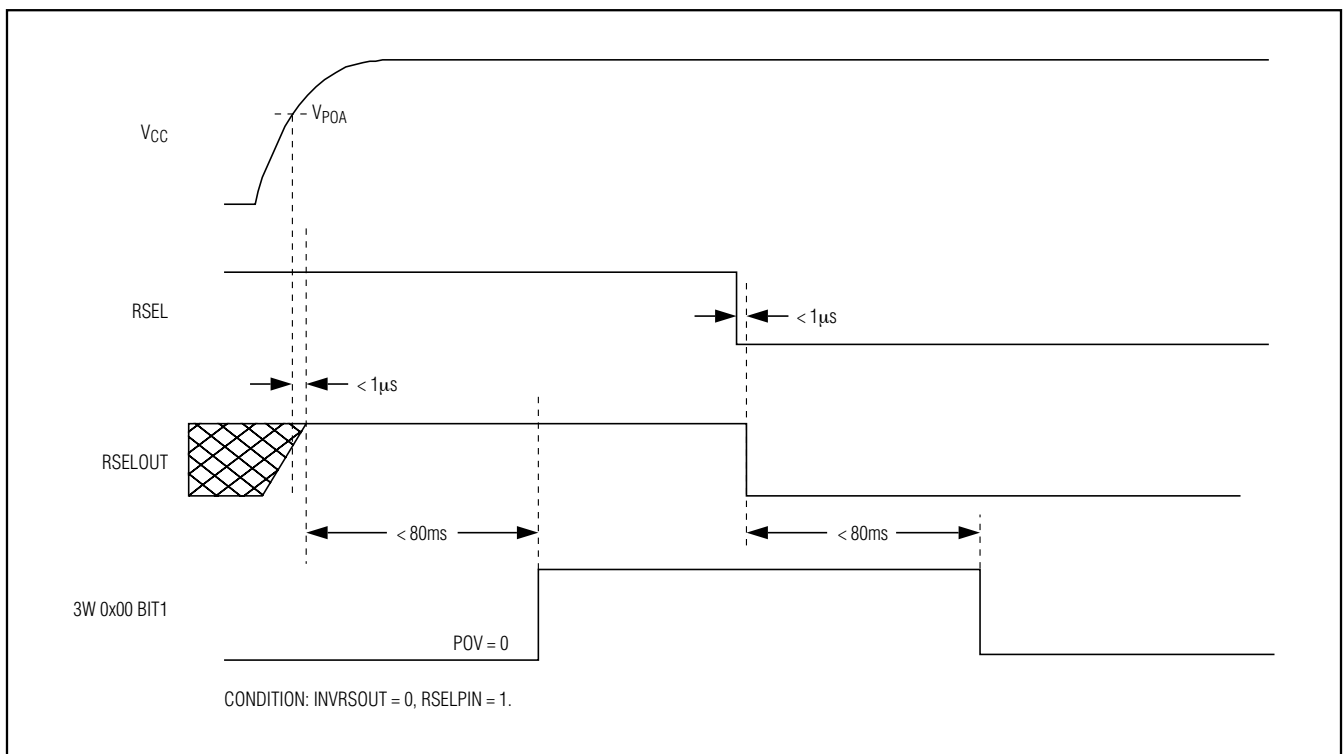 VPOA
VCC
RSEL
< 1μs
< 1μs
RSELOUT
< 80ms
< 80ms
3W 0x00 BIT1
POV = 0
CONDITION: INVRSOUT = 0, RSELPIN = 1.